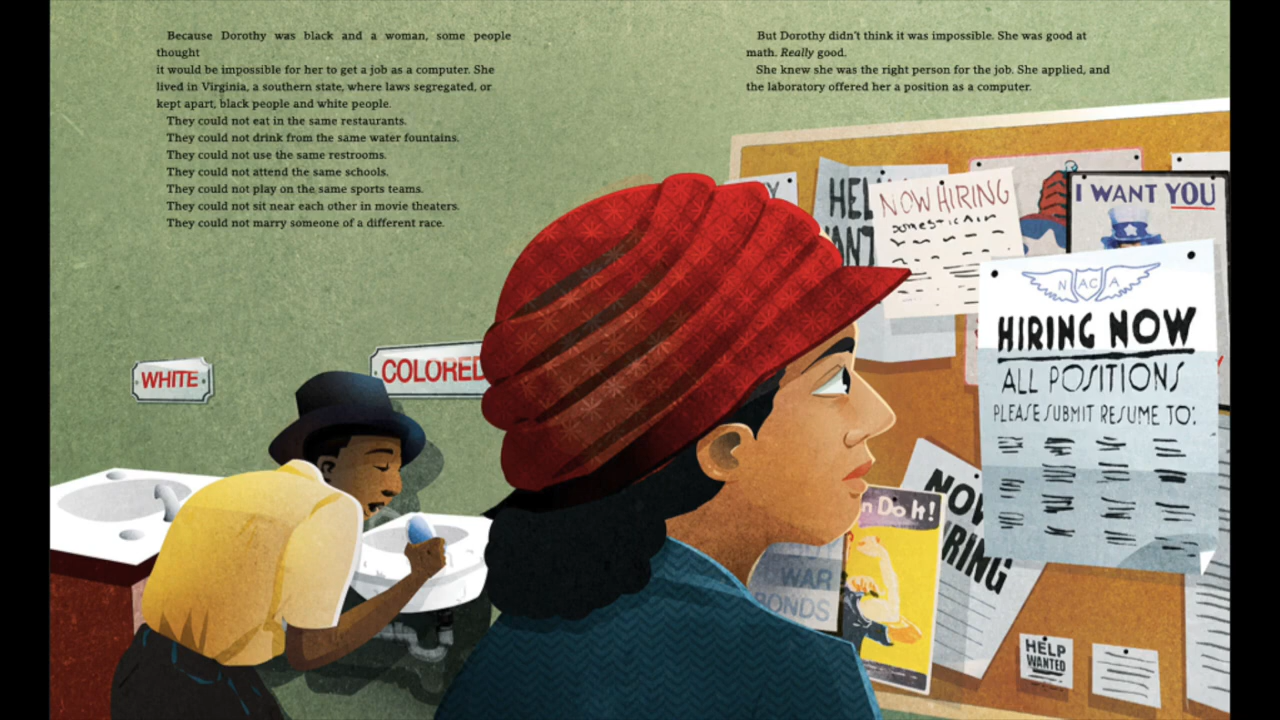 Because Dorothy was black and a woman, some people
thought
it would be impossible for her to get a job as a computer. She
lived in Virginia, a southern state, where laws segregated, or
kept apart, black people and white people.
They could not eat in the same restaurants.
They could not drink from the same water fountains.
They could not use the same restrooms.
They could not attend the same schools.
They could not play on the same sports teams.
They could not sit near each other in movie theaters.
They could not marry someone of a different race.
But Dorothy didn't think it was impossible. She was good at
math. Really good.
She knew she was the right person for the job. She applied, and
the laboratory offered her a position as a computer.
WHITE
COLORED
HEL
ANT
NOW HIRING
I WANT YOU
NACA
HIRING NOW
ALL POSITIONS
PLEASE SUBMIT RESUME TO:
NOW
RING
n Do It!
WAR
BONDS
HELP
WANTED